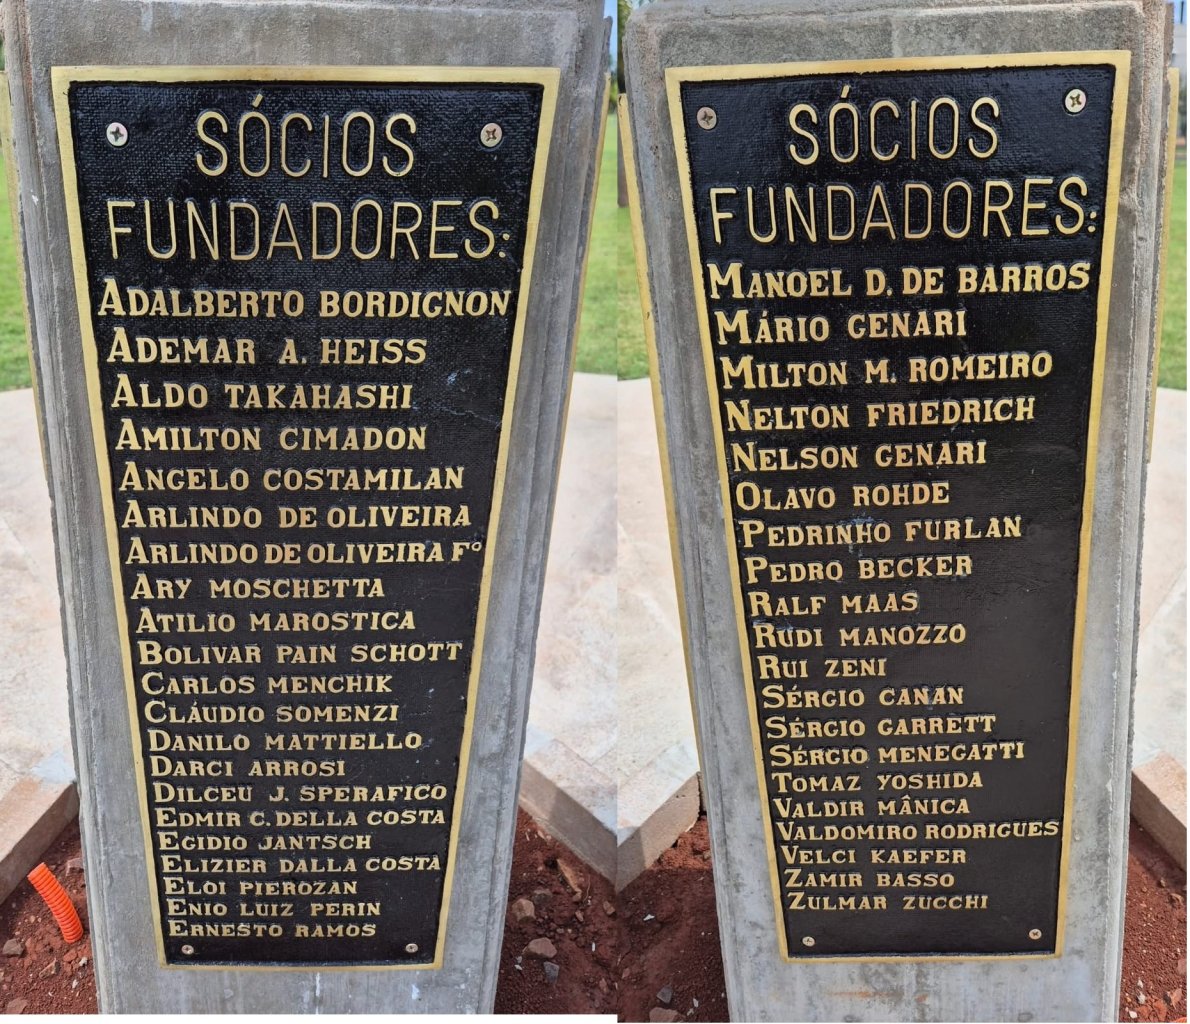 SÓCIOS
FUNDADORES:
ADALBERTO BORDIGNON
ADEMAR A. HEISS
ALDO TAKAHASHI
AMILTON CIMADON
ANGELO COSTAMILAN
ARLINDO DE OLIVEIRA
ARLINDO DE OLIVEIRA Fº
ARY MOSCHETTA
ATILIO MAROSTICA
BOLIVAR PAIN SCHOTT
CARLOS MENCHIK
CLÁUDIO SOMENZI
DANILO MATTIELLO
DARCI ARROSI
DILCEU J. SPERAFICO
EDMIR C. DELLA COSTA
EGIDIO JANTSCH
ELIZIER DALLA COSTA
ELOI PIEROZAN
ENIO LUIZ PERIN
ERNESTO RAMOS
SÓCIOS
FUNDADORES:
MANOEL D. DE BARROS
MÁRIO GENARI
MILTON M. ROMEIRO
NELTON FRIEDRICH
NELSON GENARI
OLAVO ROHDE
PEDRINHO FURLAN
PEDRO BECKER
RALF MAAS
RUDI MANOZZO
RUI ZENI
SÉRGIO CANAN
SÉRGIO GARRETT
SÉRGIO MENEGATTI
TOMAZ YOSHIDA
VALDIR MÂNICA
VALDOMIRO RODRIGUES
VELCI KAEFER
ZAMIR BASSO
ZULMAR ZUCCHI